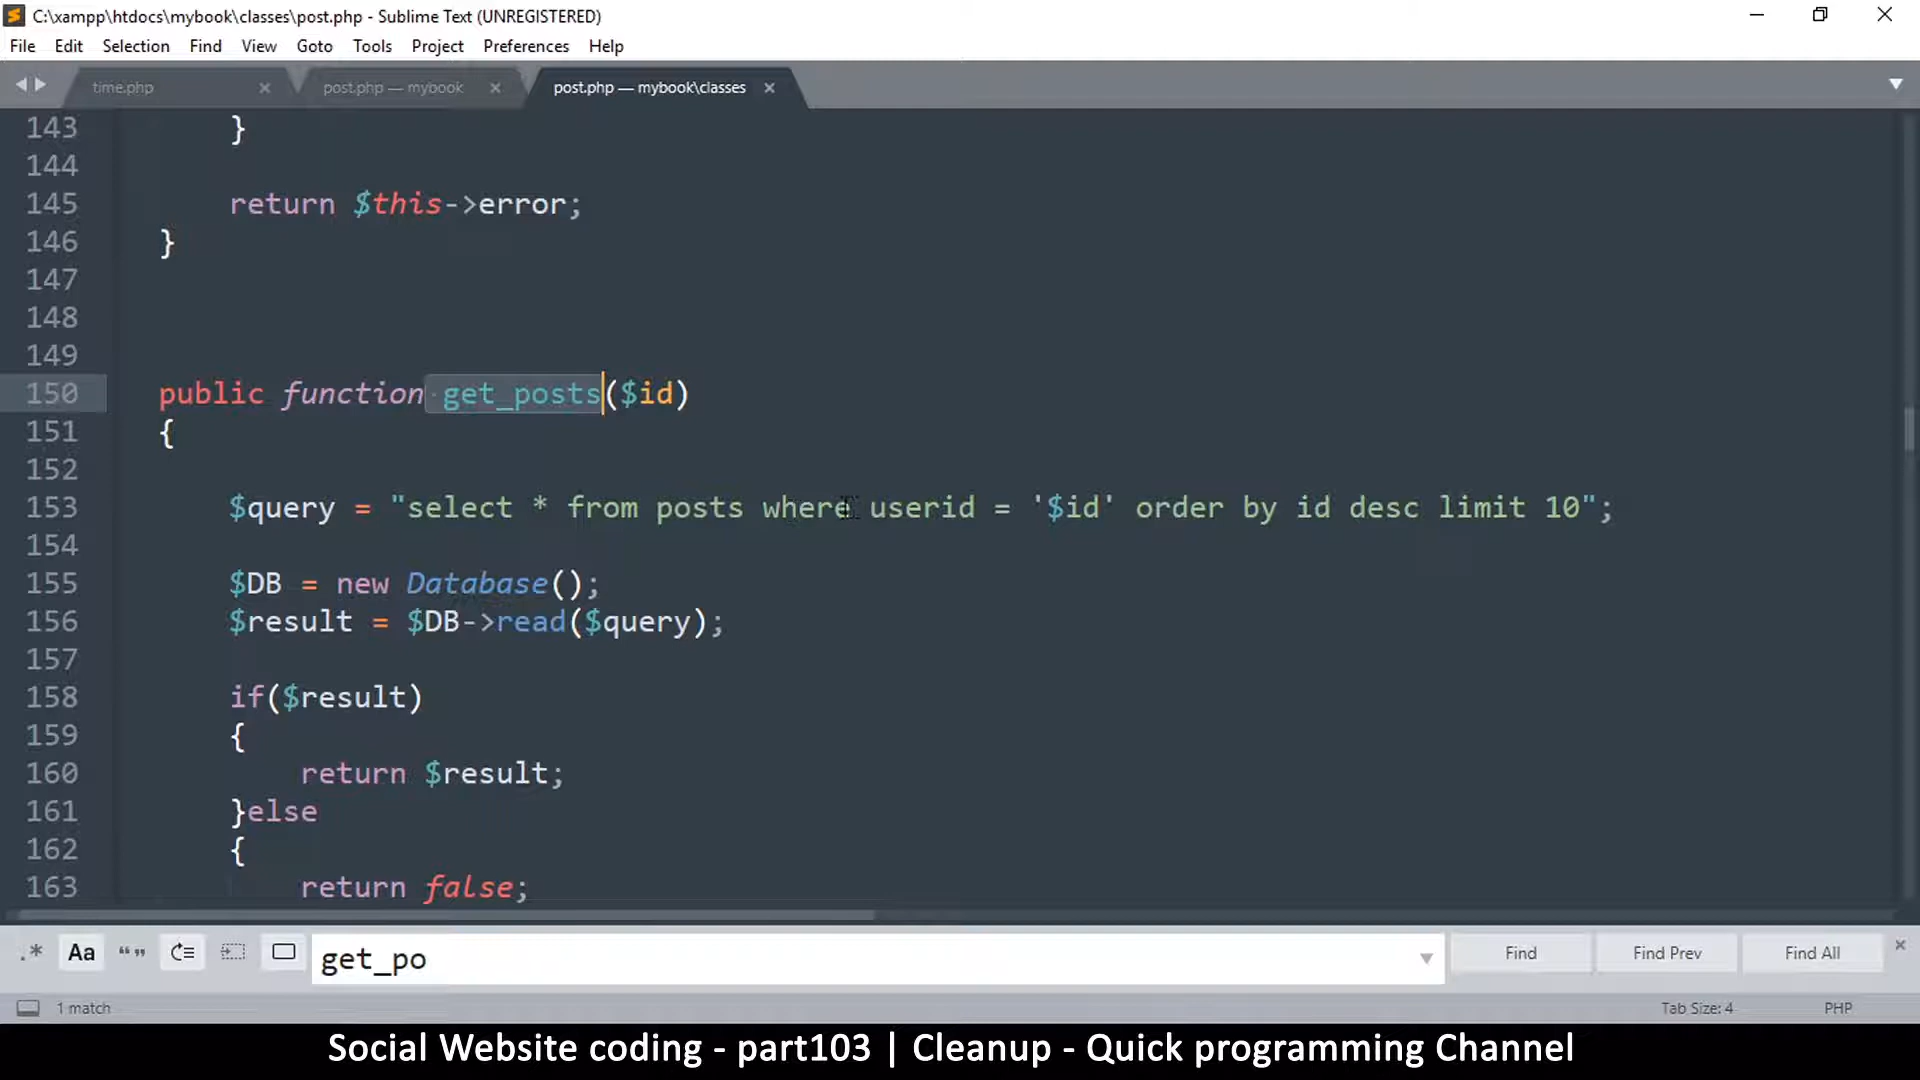 C:\xampp\htdocs\mybook\classes\post.php - Sublime Text (UNREGISTERED)
File Edit Selection Find View Goto Tools Project Preferences Help
time.php post.php — mybook post.php — mybook\classes
143 }
144
145 return $this->error;
146 }
147
148
149
150 public function get_posts($id)
151 {
152
153 $query = "select * from posts where userid = '$id' order by id desc limit 10";
154
155 $DB = new Database();
156 $result = $DB->read($query);
157
158 if($result)
159 {
160 return $result;
161 }else
162 {
163 return false;
.* Aa “” get_po Find Find Prev Find All
1 match Tab Size: 4 PHP
Social Website coding - part103 | Cleanup - Quick programming Channel